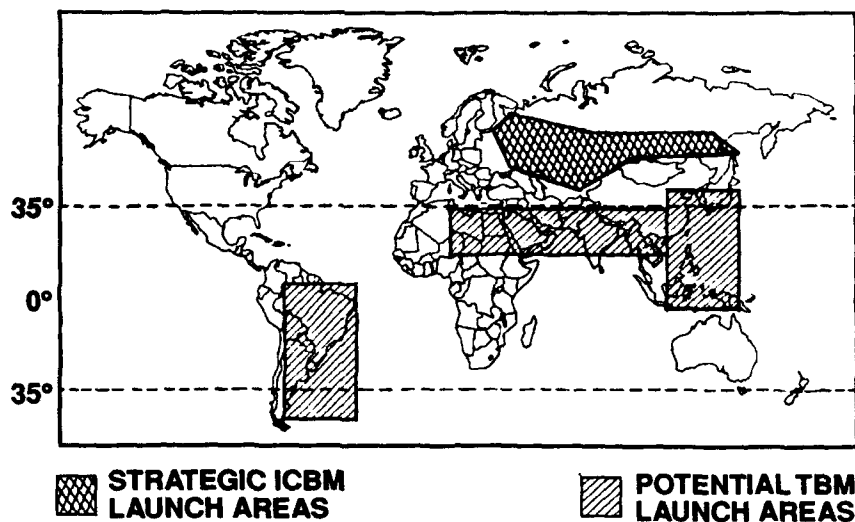 35°
0°
35°
STRATEGIC ICBM
LAUNCH AREAS
POTENTIAL TBM
LAUNCH AREAS